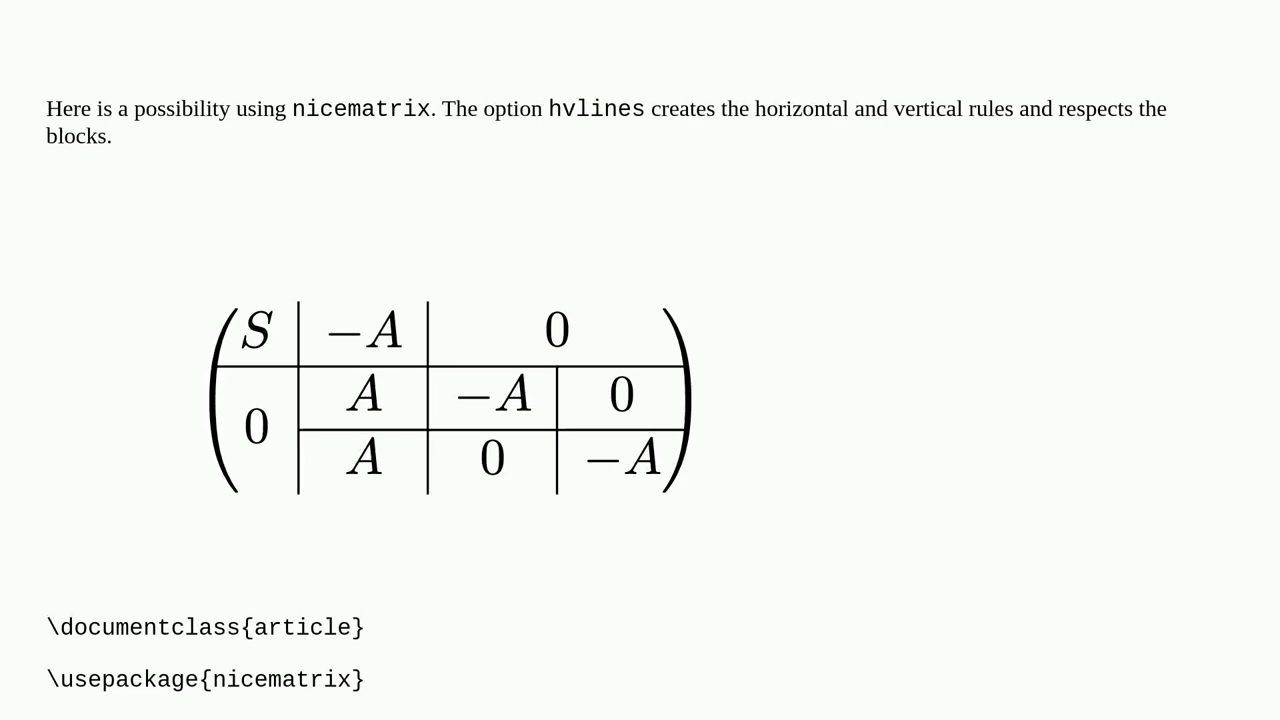 Here is a possibility using nicematrix. The option hvlines creates the horizontal and vertical rules and respects the
blocks.
S −A 0
A −A 0
0
A 0 −A
\documentclass{article}
\usepackage{nicematrix}